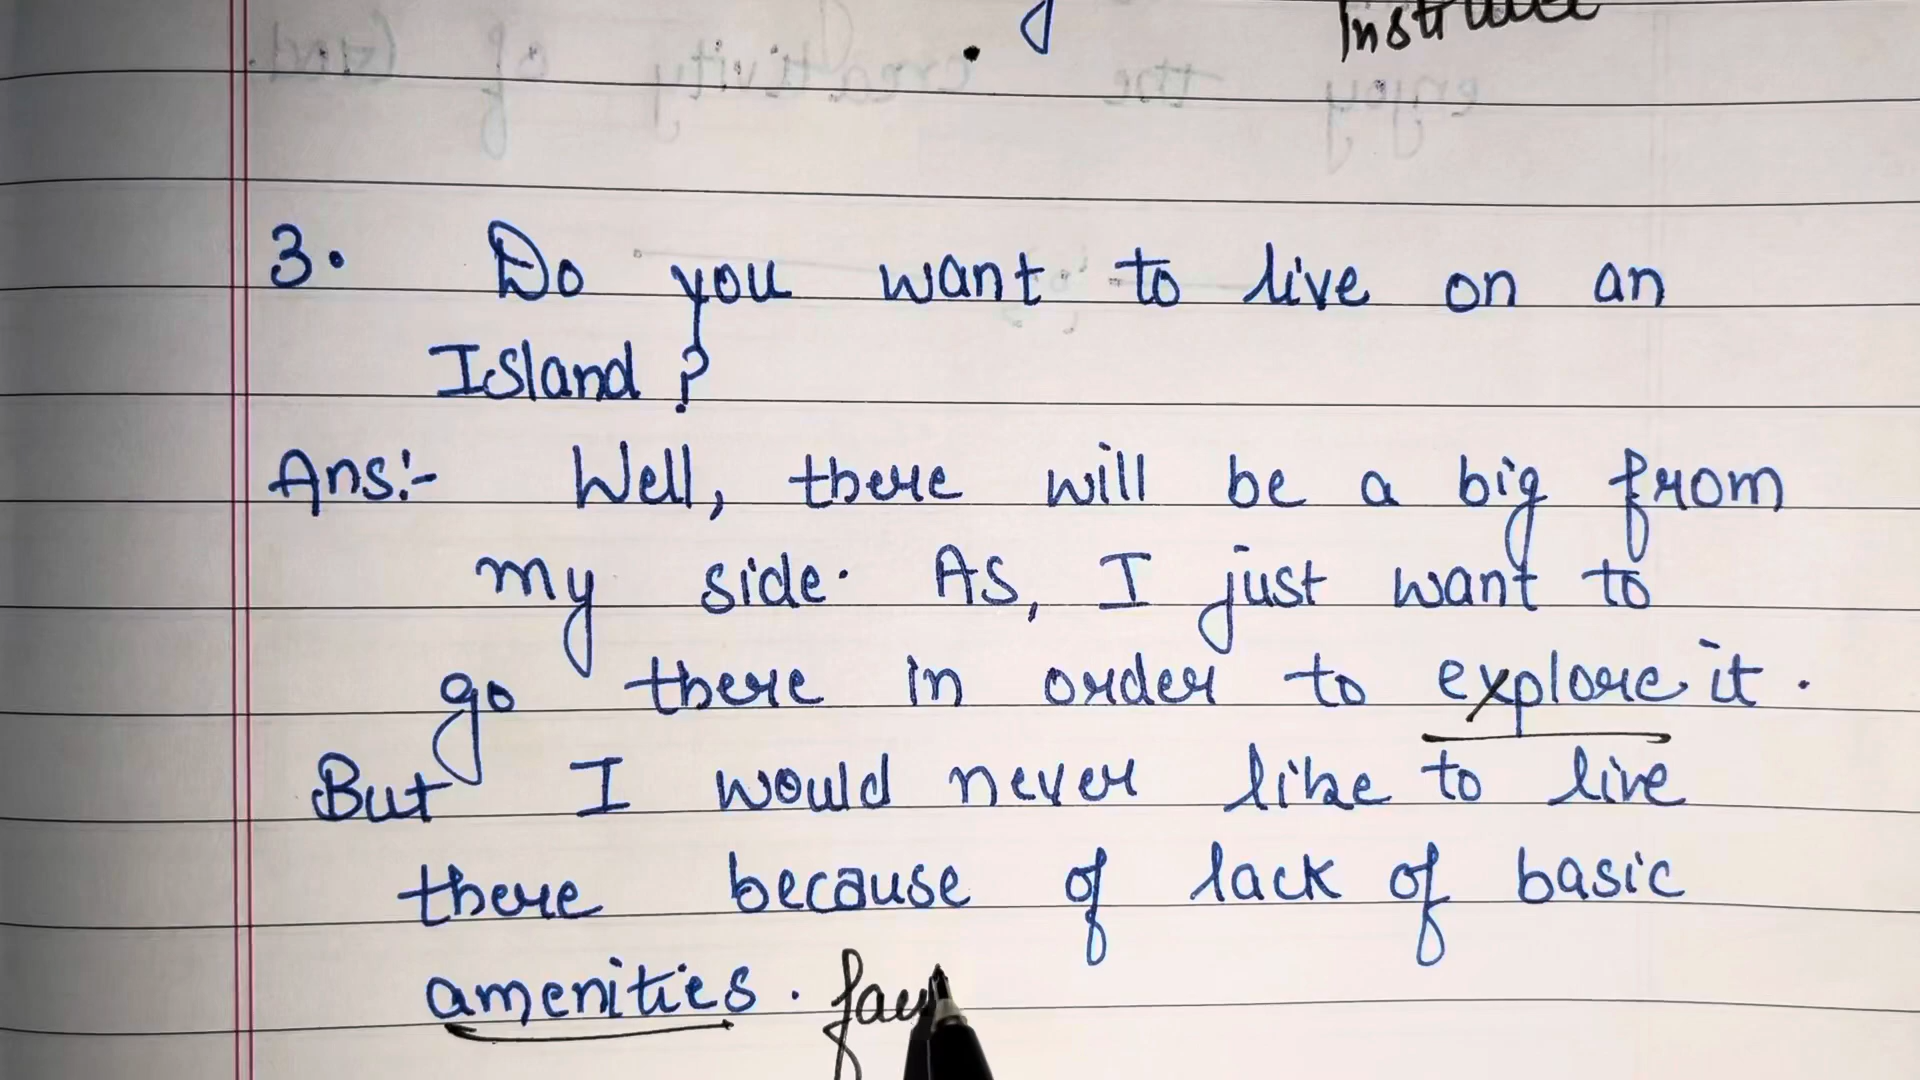 3. Do you want to live on an
Island?
Ans:- Well, there will be a big from
my side. As, I just want to
go there in order to explore it.
But I would never like to live
there because of lack of basic
amenities.